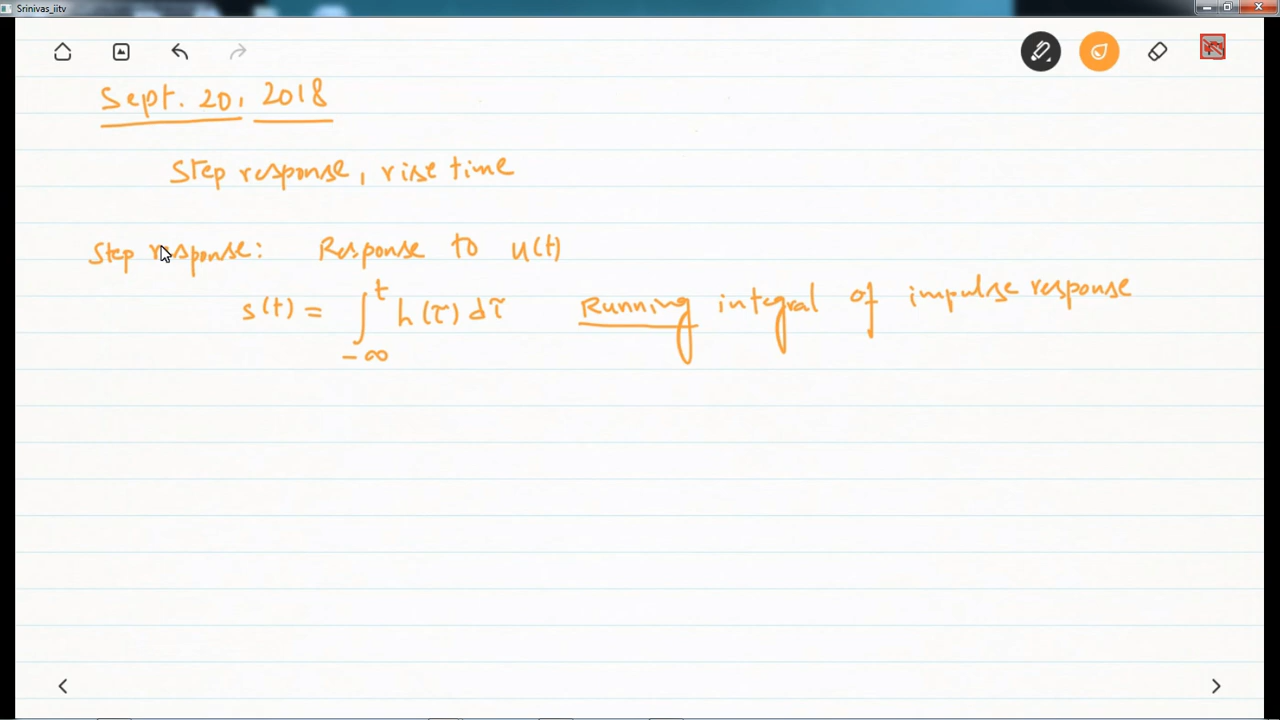 Srinivas_iitv
Sept. 20, 2018
Step response, rise time
Step response: Response to u(t)
s(t) = ∫_{-∞}^{t} h(τ) dτ Running integral of impulse response